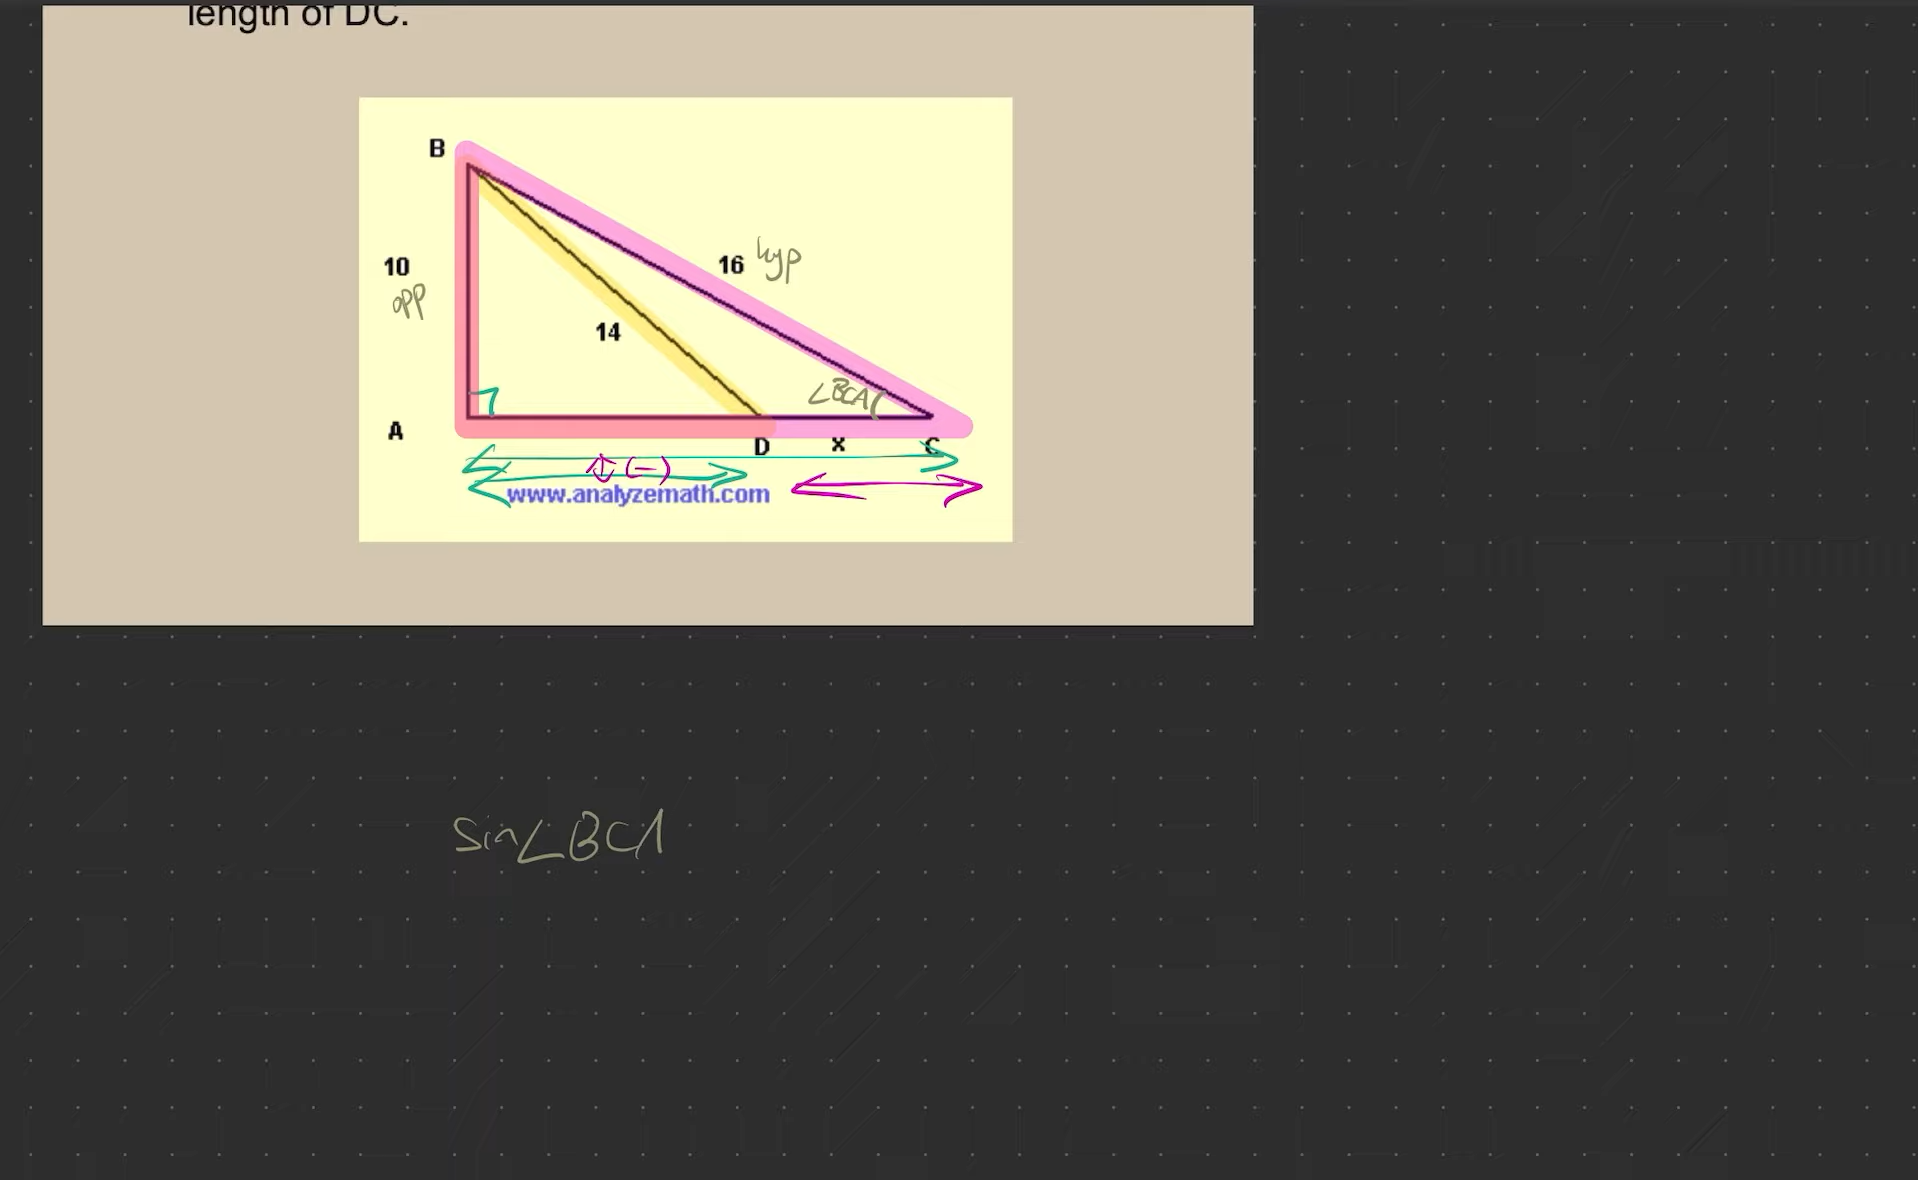 length of DC.
B
10
opp
16 hyp
14
∠BCA
A
D x C
(-)
www.analyzemath.com
sin∠BCA